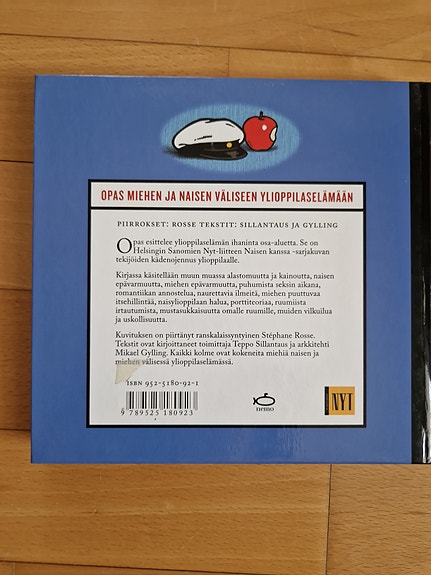 OPAS MIEHEN JA NAISEN VÄLISEEN YLIOPPILASELÄMÄÄN
PIIRROKSET: ROSSE TEKSTIT: SILLANTAUS JA GYLLING
Opas esittelee ylioppilaselämän ihaninta osa-aluetta. Se on
Helsingin Sanomien Nyt-liitteen Naisen kanssa -sarjakuvan
tekijöiden kädenojennus ylioppilaalle.
Kirjassa käsitellään muun muassa alastomuutta ja kainoutta, naisen
epävarmuutta, miehen epävarmuutta, puhumista seksin aikana,
romantiikan annostelua, naurettavia ilmeitä, miehen puuttuvaa
itsehillintää, naisylioppilaan halua, portti­teoriaa, ruumiista
irtautumista, mustasukkaisuutta omalle ruumille, muiden vilkuilua
ja uskollisuutta.
Kuvituksen on piirtänyt ranskalaissyntyinen Stéphane Rosse.
Tekstit ovat kirjoittaneet toimittaja Teppo Sillantaus ja arkkitehti
Mikael Gylling. Kaikki kolme ovat kokeneita miehiä naisen ja
miehen välisessä ylioppilaselämässä.
ISBN 952-5180-92-1
9 789525 180923
nemo
NYT